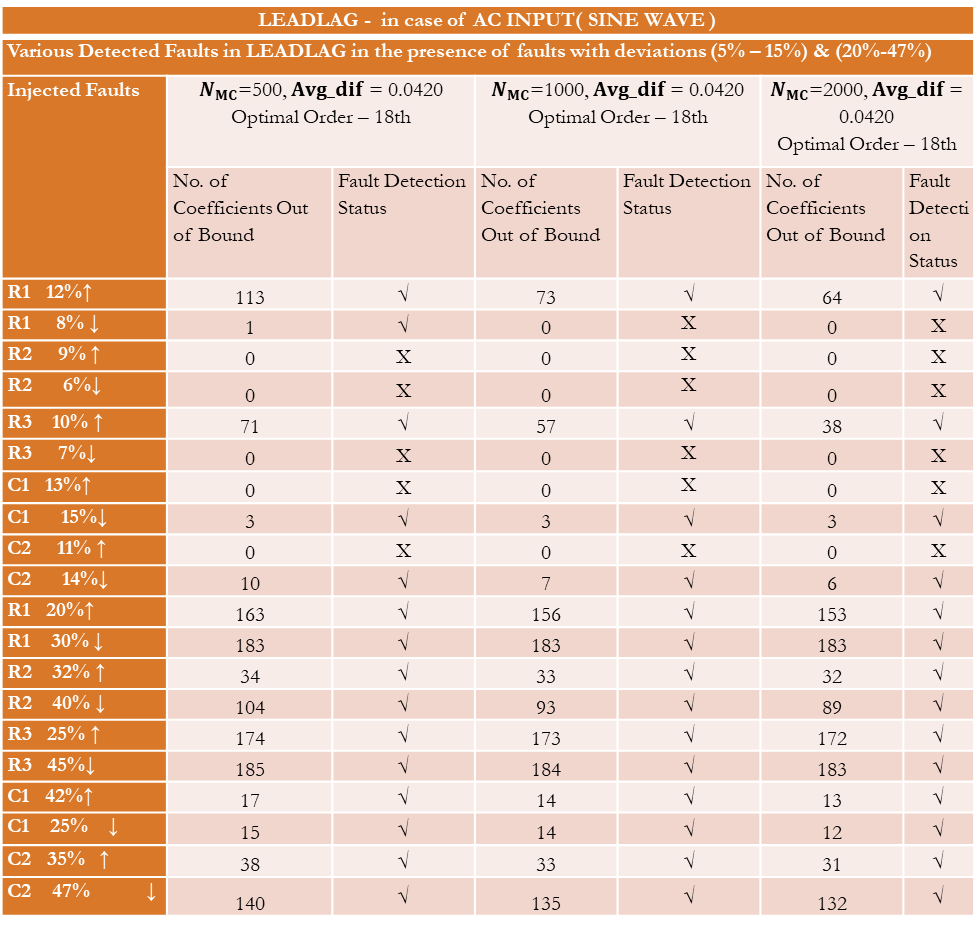 LEADLAG - in case of AC INPUT( SINE WAVE )
Various Detected Faults in LEADLAG in the presence of faults with deviations (5% – 15%) & (20%-47%)
Injected Faults
N_MC=500, Avg_dif = 0.0420
Optimal Order – 18th
N_MC=1000, Avg_dif = 0.0420
Optimal Order – 18th
N_MC=2000, Avg_dif =
0.0420
Optimal Order – 18th
No. of
Coefficients Out
of Bound
Fault Detection
Status
No. of
Coefficients
Out of Bound
Fault Detection
Status
No. of
Coefficients
Out of Bound
Fault
Detecti
on
Status
R1 12%↑ 113 √ 73 √ 64 √
R1 8% ↓ 1 √ 0 X 0 X
R2 9% ↑ 0 X 0 X 0 X
R2 6%↓ 0 X 0 X 0 X
R3 10% ↑ 71 √ 57 √ 38 √
R3 7%↓ 0 X 0 X 0 X
C1 13%↑ 0 X 0 X 0 X
C1 15%↓ 3 √ 3 √ 3 √
C2 11% ↑ 0 X 0 X 0 X
C2 14%↓ 10 √ 7 √ 6 √
R1 20%↑ 163 √ 156 √ 153 √
R1 30% ↓ 183 √ 183 √ 183 √
R2 32% ↑ 34 √ 33 √ 32 √
R2 40% ↓ 104 √ 93 √ 89 √
R3 25% ↑ 174 √ 173 √ 172 √
R3 45%↓ 185 √ 184 √ 183 √
C1 42%↑ 17 √ 14 √ 13 √
C1 25% ↓ 15 √ 14 √ 12 √
C2 35% ↑ 38 √ 33 √ 31 √
C2 47% ↓ 140 √ 135 √ 132 √